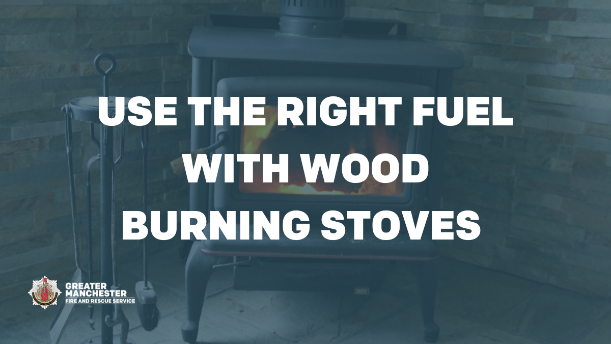 USE THE RIGHT FUEL
WITH WOOD
BURNING STOVES
GREATER
MANCHESTER
FIRE AND RESCUE SERVICE